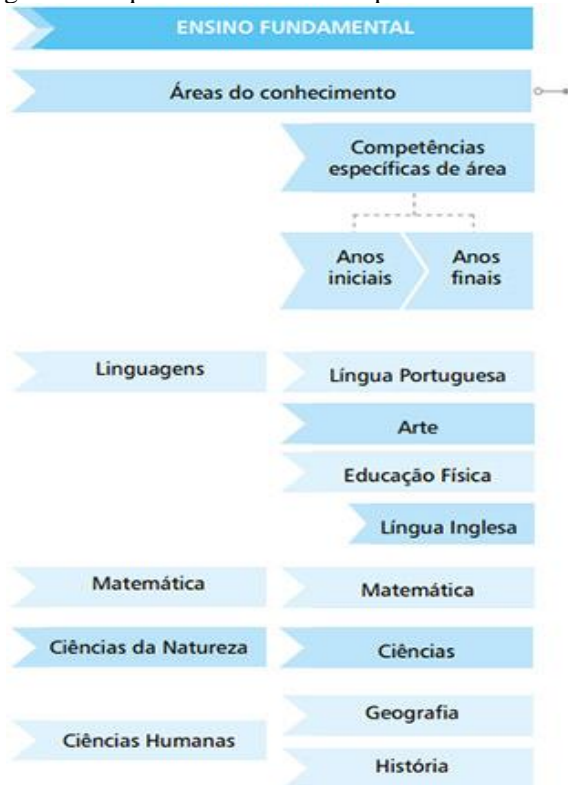 ENSINO FUNDAMENTAL
Áreas do conhecimento
Competências
específicas de área
Anos
iniciais
Anos
finais
Linguagens
Língua Portuguesa
Arte
Educação Física
Língua Inglesa
Matemática
Matemática
Ciências da Natureza
Ciências
Ciências Humanas
Geografia
História